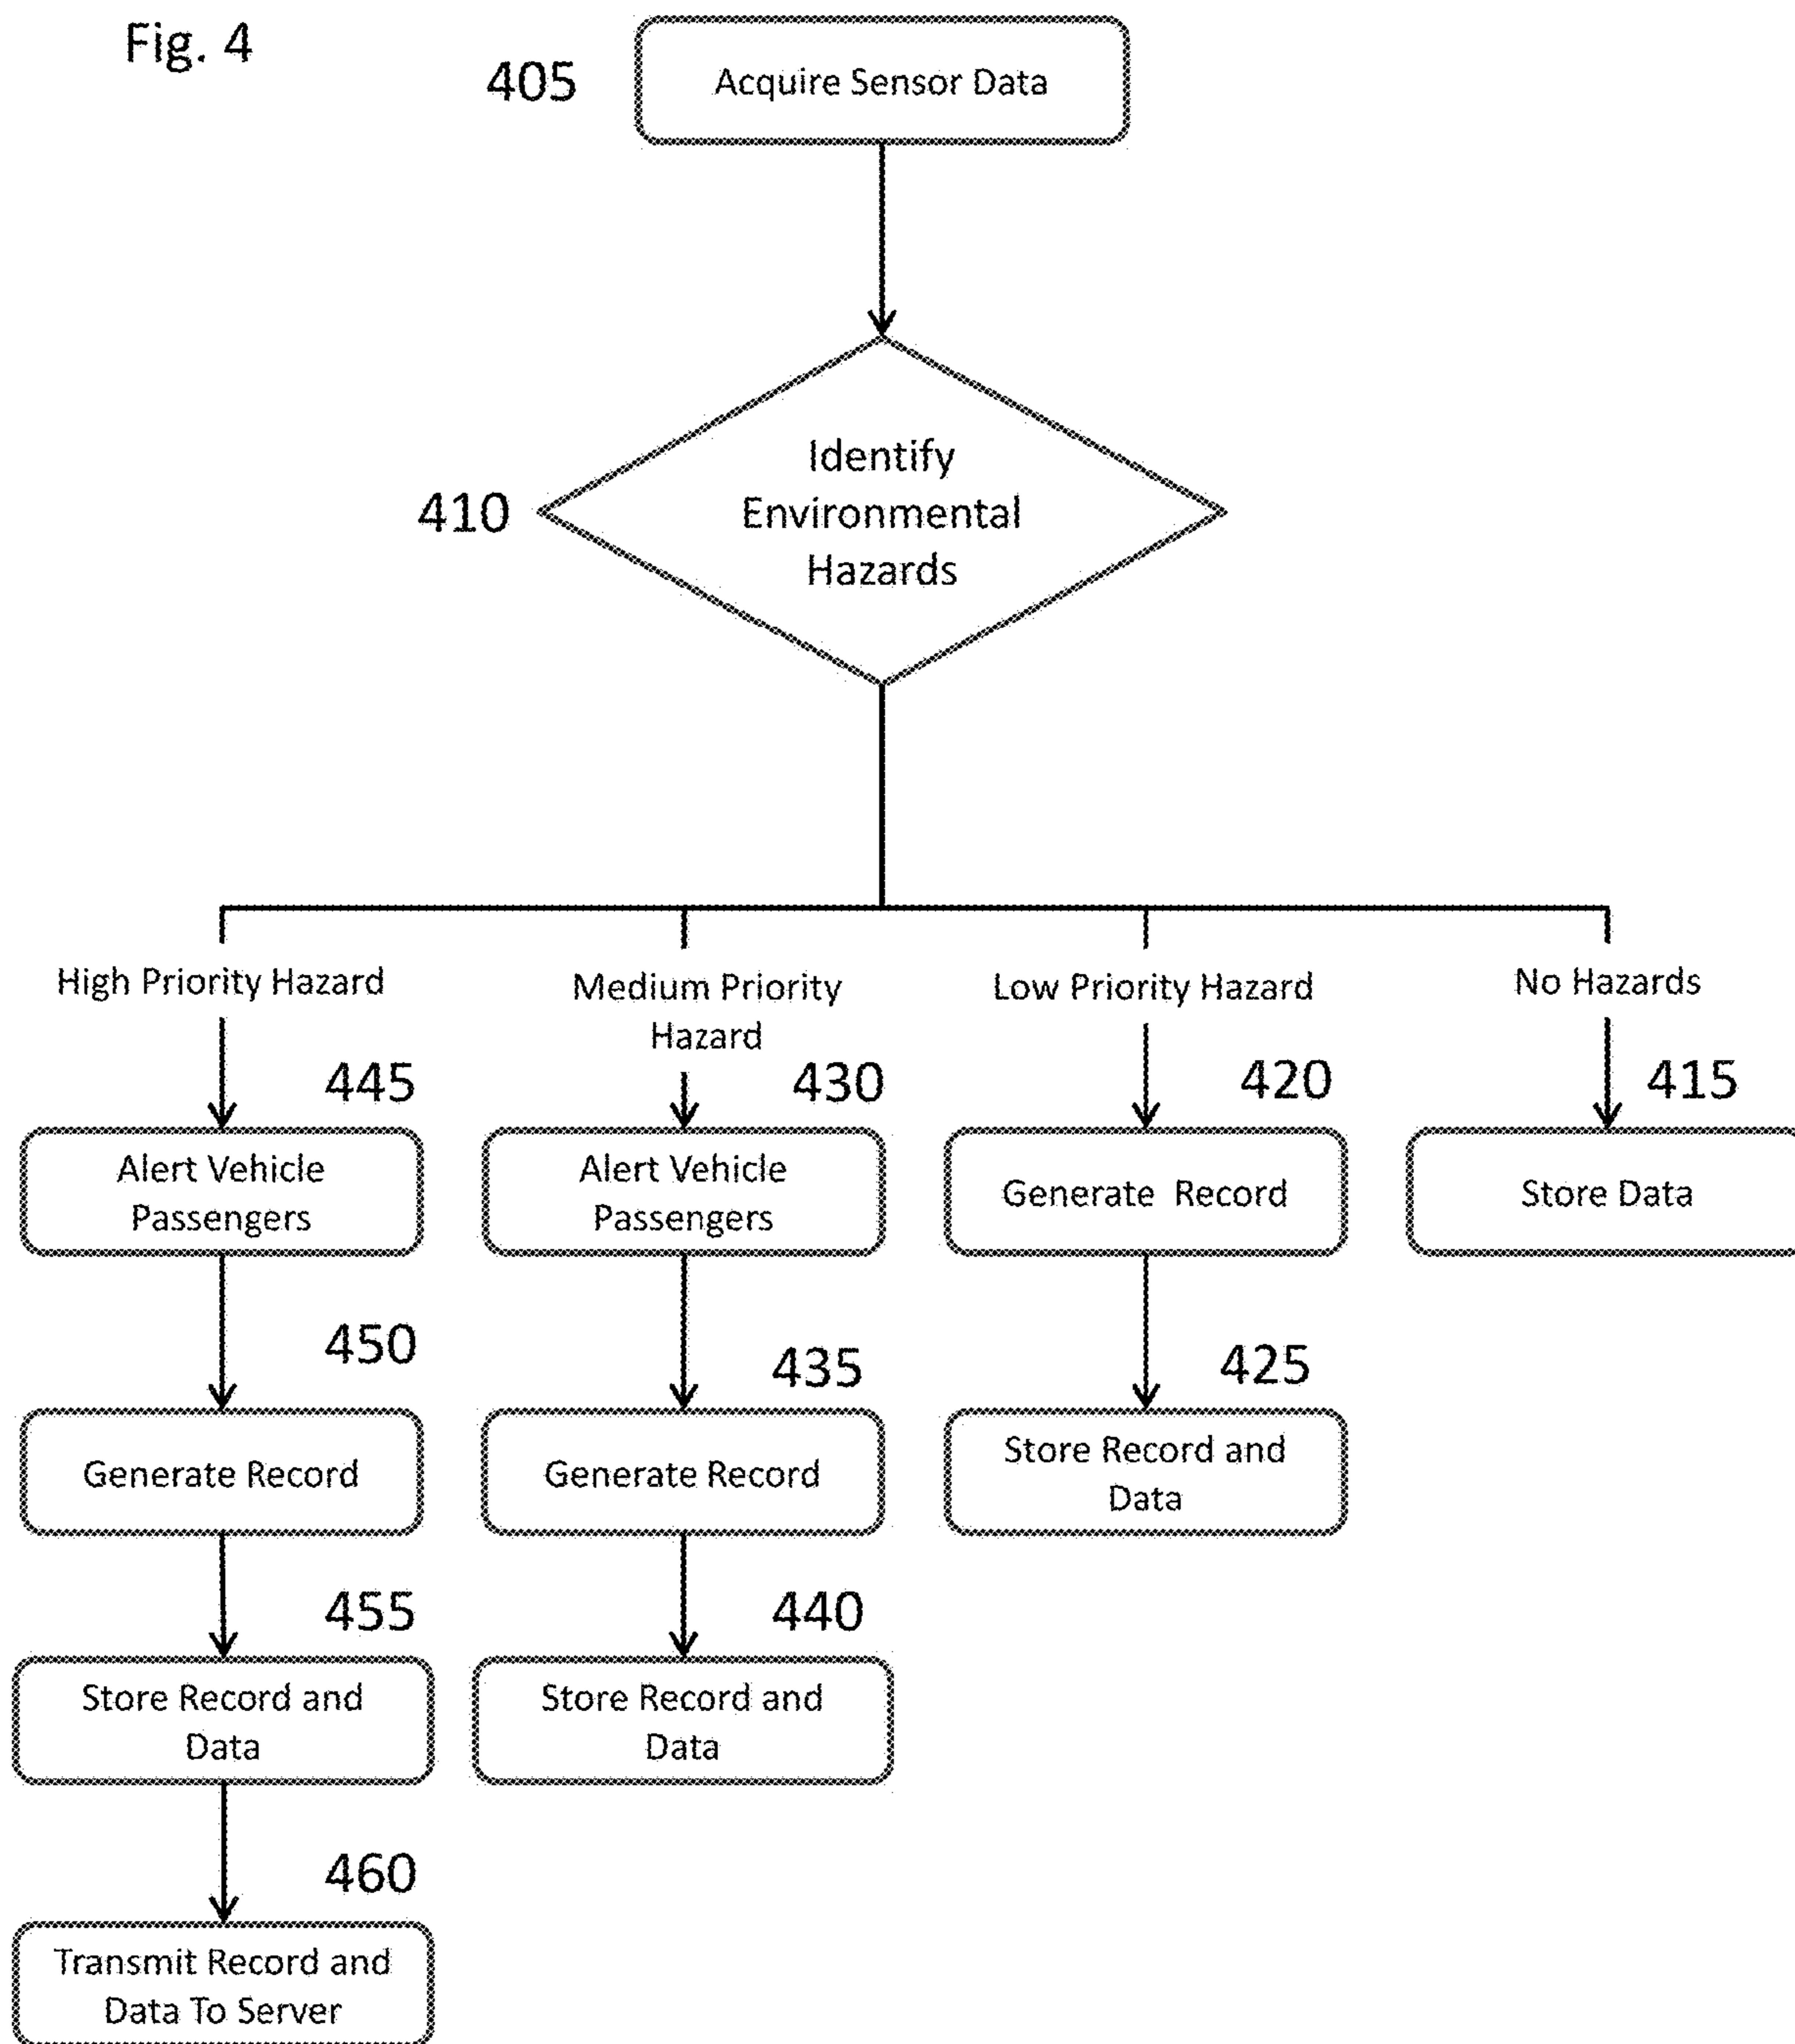 Fig. 4
405
Acquire Sensor Data
410
Identify
Environmental
Hazards
High Priority Hazard
Medium Priority
Hazard
Low Priority Hazard
No Hazards
445
430
420
415
Alert Vehicle
Passengers
Alert Vehicle
Passengers
Generate Record
Store Data
450
435
425
Generate Record
Generate Record
Store Record and
Data
455
440
Store Record and
Data
Store Record and
Data
460
Transmit Record and
Data To Server